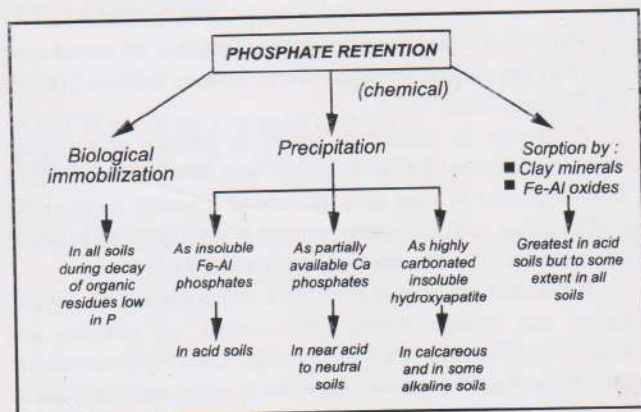 PHOSPHATE RETENTION
(chemical)
Biological
immobilization
Precipitation
Sorption by :
■ Clay minerals
■ Fe-Al oxides
In all soils
during decay
of organic
residues low
in P
As insoluble
Fe-Al
phosphates
As partially
available Ca
phosphates
As highly
carbonated
insoluble
hydroxyapatite
Greatest in acid
soils but to some
extent in all
soils
In acid soils
In near acid
to neutral
soils
In calcareous
and in some
alkaline soils